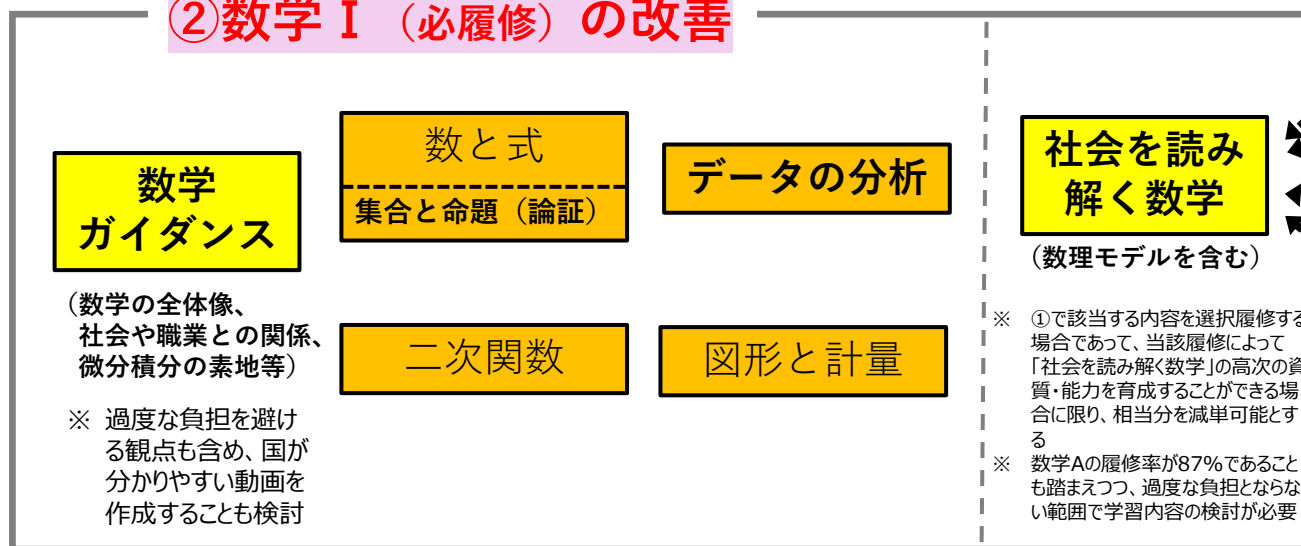 ②数学Ⅰ（必履修）の改善
数学
ガイダンス
（数学の全体像、
社会や職業との関係、
微分積分の素地等）
※ 過度な負担を避け
る観点も含め、国が
分かりやすい動画を
作成することも検討
数と式
集合と命題（論証）
データの分析
二次関数
図形と計量
社会を読み
解く数学
（数理モデルを含む）
※ ①で該当する内容を選択履修する
場合であって、当該履修によって
「社会を読み解く数学」の高次の資
質・能力を育成することができる場
合に限り、相当分を減単可能とす
る
※ 数学Aの履修率が87%であること
も踏まえつつ、過度な負担とならな
い範囲で学習内容の検討が必要